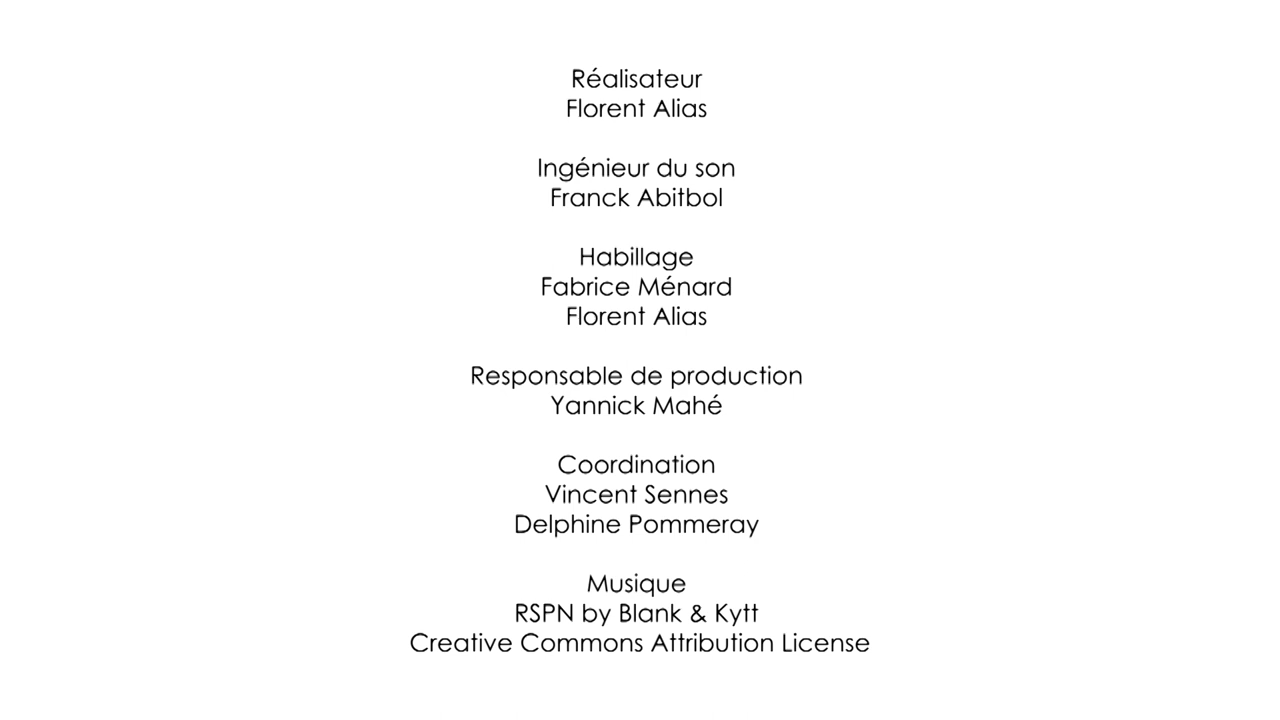 Réalisateur
Florent Alias
Ingénieur du son
Franck Abitbol
Habillage
Fabrice Ménard
Florent Alias
Responsable de production
Yannick Mahé
Coordination
Vincent Sennes
Delphine Pommeray
Musique
RSPN by Blank & Kytt
Creative Commons Attribution License